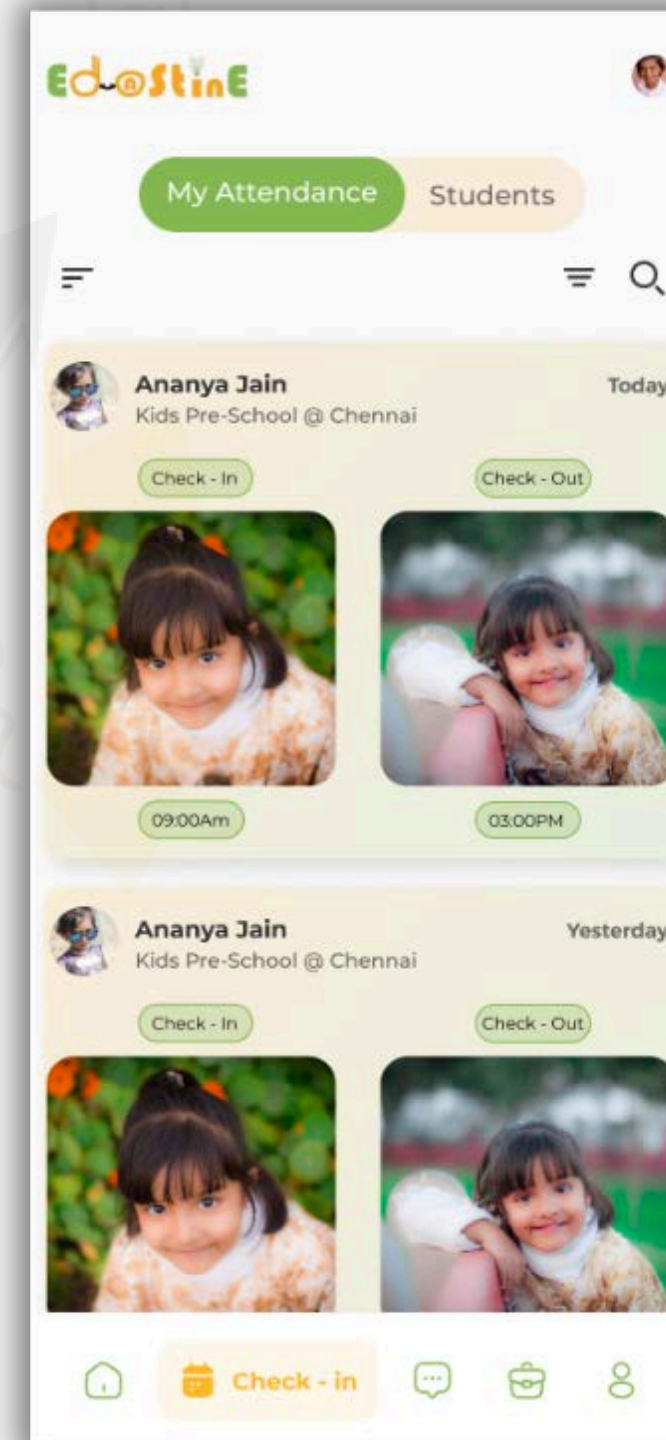 Ed@StinE
My Attendance
Students
Ananya Jain
Today
Kids Pre-School @ Chennai
Check - In
Check - Out
09:00Am
03:00PM
Ananya Jain
Yesterday
Kids Pre-School @ Chennai
Check - In
Check - Out
Check - in